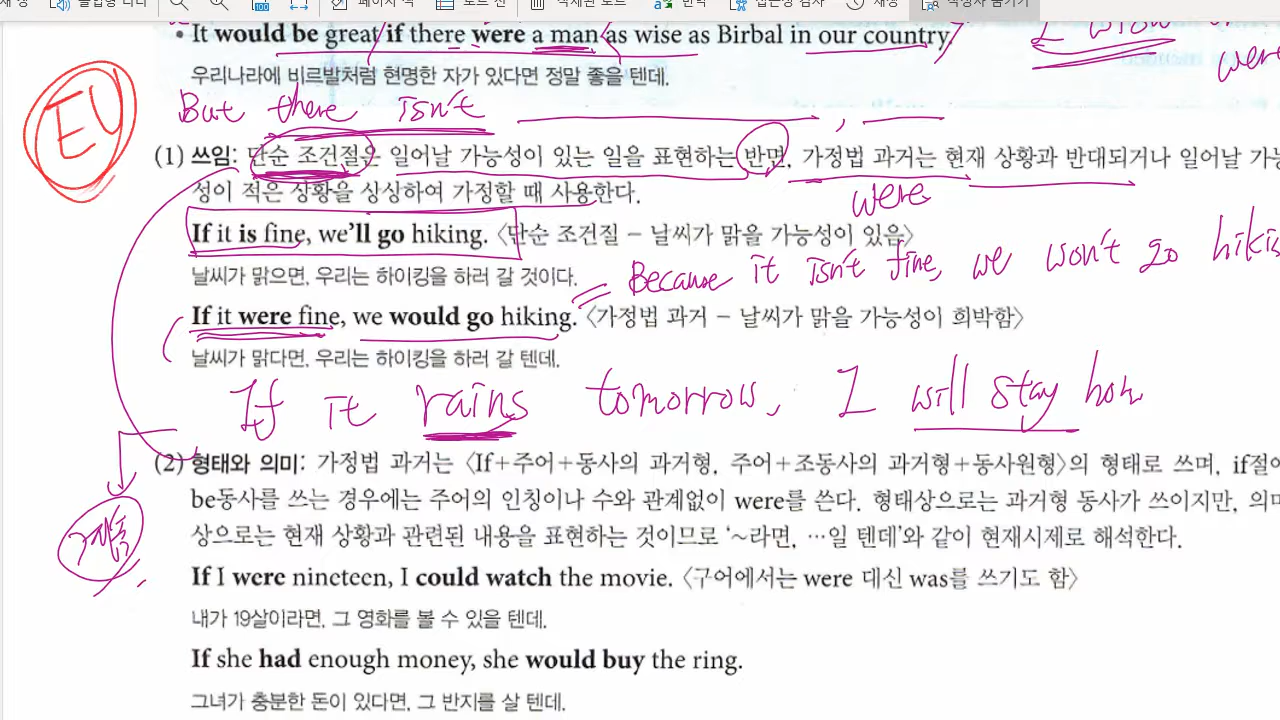 • It would be great if there were a man as wise as Birbal in our country
I wish
were
우리나라에 비르발처럼 현명한 자가 있다면 정말 좋을 텐데.
But there isn't
(1) 쓰임: 단순 조건절은 일어날 가능성이 있는 일을 표현하는 반면, 가정법 과거는 현재 상황과 반대되거나 일어날 가능
성이 적은 상황을 상상하여 가정할 때 사용한다.
were
If it is fine, we'll go hiking. 〈단순 조건절 – 날씨가 맑을 가능성이 있음〉
날씨가 맑으면, 우리는 하이킹을 하러 갈 것이다.
= Because it isn't fine, we won't go
If it were fine, we would go hiking. 〈가정법 과거 – 날씨가 맑을 가능성이 희박함〉
날씨가 맑다면, 우리는 하이킹을 하러 갈 텐데.
If it rains tomorrow, I will stay hom
(2) 형태와 의미: 가정법 과거는 〈If+주어+동사의 과거형, 주어+조동사의 과거형+동사원형〉의 형태로 쓰며, if절에
be동사를 쓰는 경우에는 주어의 인칭이나 수와 관계없이 were를 쓴다. 형태상으로는 과거형 동사가 쓰이지만, 의미
상으로는 현재 상황과 관련된 내용을 표현하는 것이므로 '~라면, …일 텐데'와 같이 현재시제로 해석한다.
If I were nineteen, I could watch the movie. 〈구어에서는 were 대신 was를 쓰기도 함〉
내가 19살이라면, 그 영화를 볼 수 있을 텐데.
If she had enough money, she would buy the ring.
그녀가 충분한 돈이 있다면, 그 반지를 살 텐데.